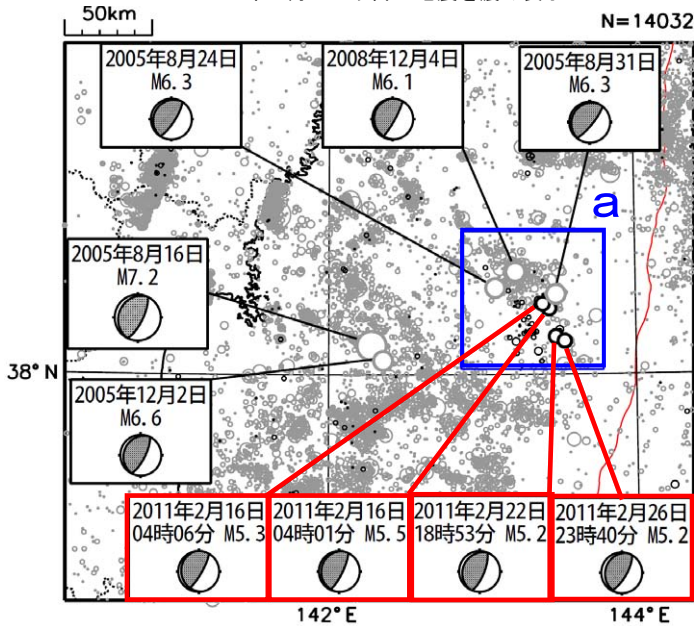 50km
N=14032
2005年8月24日
M6.3
2008年12月4日
M6.1
2005年8月31日
M6.3
a
2005年8月16日
M7.2
38°N
2005年12月2日
M6.6
2011年2月16日
04時06分 M5.3
2011年2月16日
04時01分 M5.5
2011年2月22日
18時53分 M5.2
2011年2月26日
23時40分 M5.2
142°E
144°E